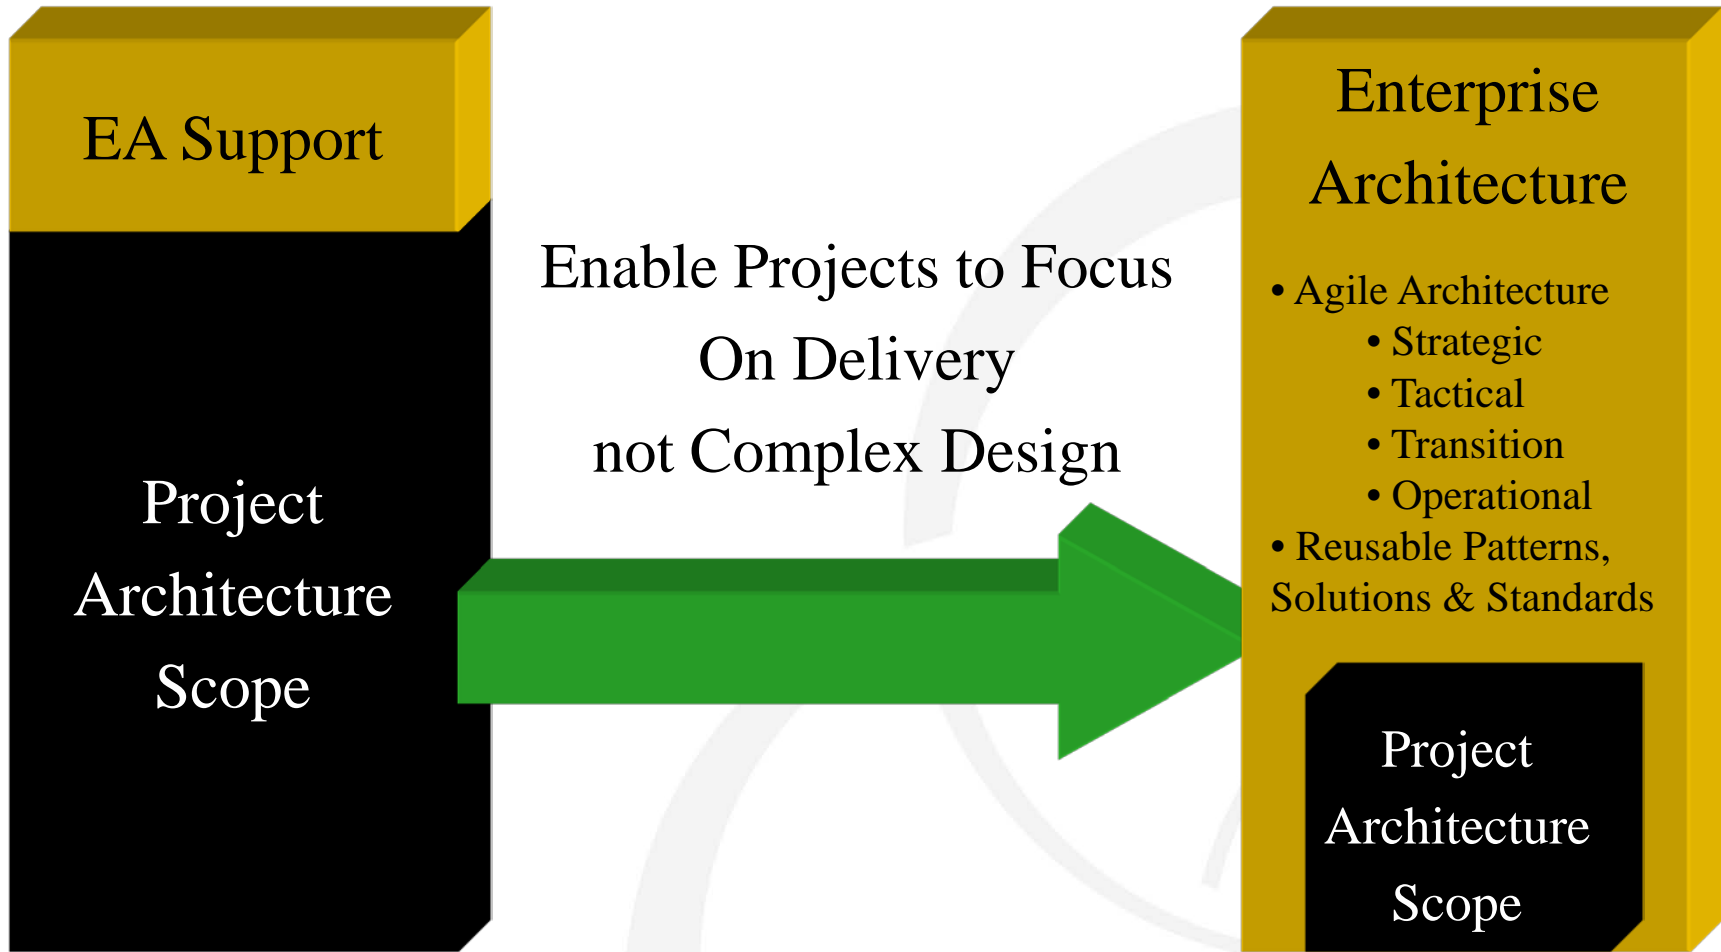 EA Support
Project
Architecture
Scope
Enable Projects to Focus
On Delivery
not Complex Design
Enterprise
Architecture
• Agile Architecture
• Strategic
• Tactical
• Transition
• Operational
• Reusable Patterns,
Solutions & Standards
Project
Architecture
Scope